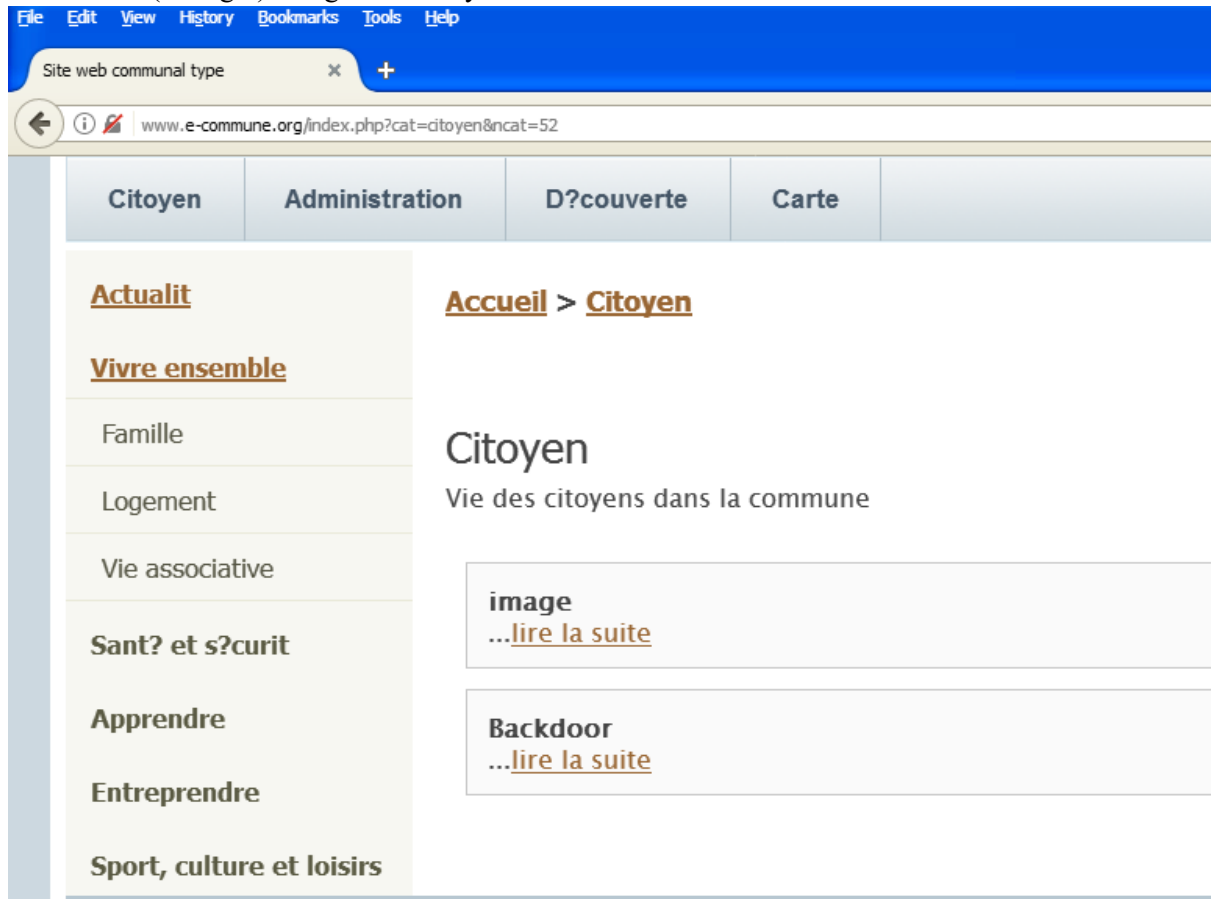 File Edit View History Bookmarks Tools Help
Site web communal type
www.e-commune.org/index.php?cat=citoyen&ncat=52
Citoyen Administration D?couverte Carte
Actualit
Accueil > Citoyen
Vivre ensemble
Famille
Citoyen
Logement
Vie des citoyens dans la commune
Vie associative
image
...lire la suite
Sant? et s?curit
Apprendre
Backdoor
...lire la suite
Entreprendre
Sport, culture et loisirs